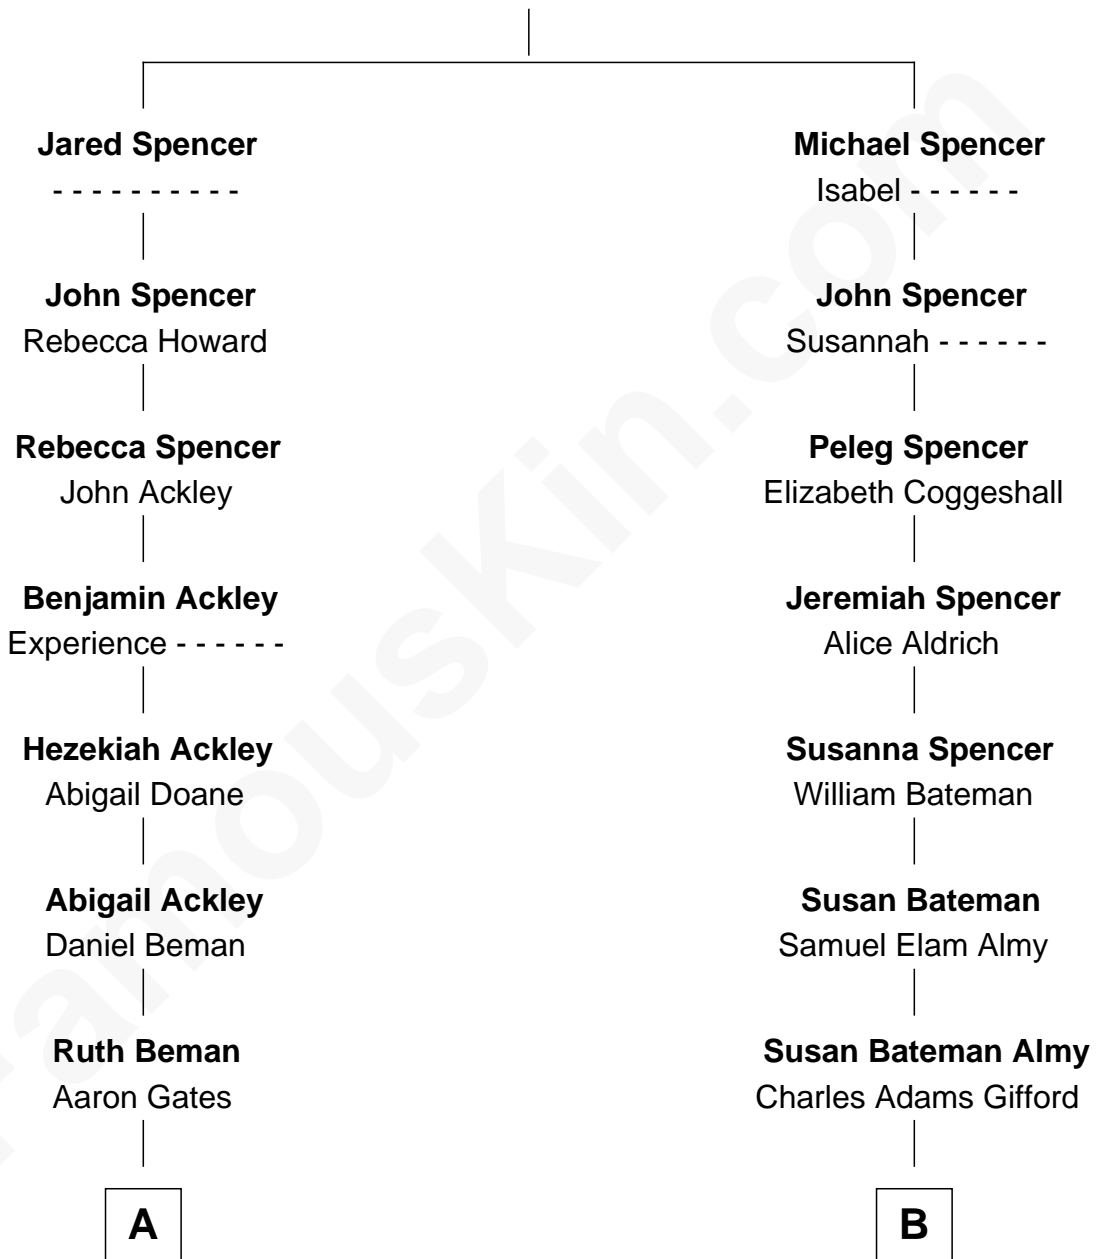 Jared Spencer
- - - - - - - - - -
John Spencer
Rebecca Howard
Rebecca Spencer
John Ackley
Benjamin Ackley
Experience - - - - - -
Hezekiah Ackley
Abigail Doane
Abigail Ackley
Daniel Beman
Ruth Beman
Aaron Gates
A
Michael Spencer
Isabel - - - - - -
John Spencer
Susannah - - - - - -
Peleg Spencer
Elizabeth Coggeshall
Jeremiah Spencer
Alice Aldrich
Susanna Spencer
William Bateman
Susan Bateman
Samuel Elam Almy
Susan Bateman Almy
Charles Adams Gifford
B
FamousKin.com